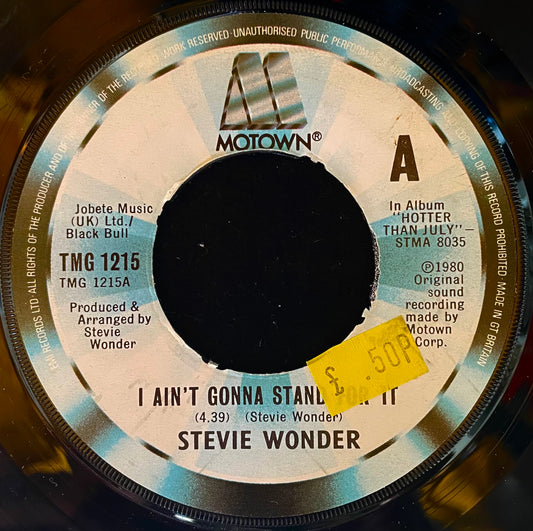 EMI RECORDS LTD. ALL RIGHTS OF THE PRODUCER AND OF THE OWNER OF THE RECORDED WORK RESERVED · UNAUTHORISED PUBLIC PERFORMANCE BROADCASTING AND COPYING OF THIS RECORD PROHIBITED. MADE IN GT BRITAIN
MOTOWN®
A
Jobete Music
(UK) Ltd./
Black Bull
TMG 1215
TMG 1215A
Produced &
Arranged by
Stevie
Wonder
In Album
"HOTTER
THAN JULY"–
STMA 8035
℗1980
Original
sound
recording
made by
Motown
Corp.
£ .50P
I AIN'T GONNA STAND FOR IT
(4.39) (Stevie Wonder)
STEVIE WONDER